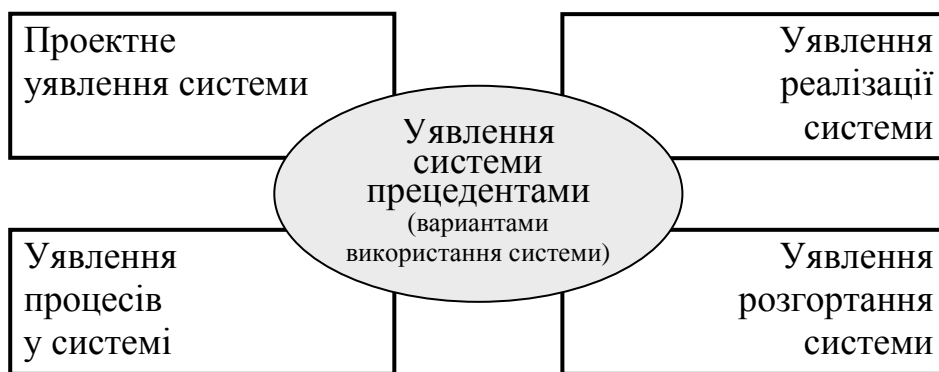 Проектне
уявлення системи
Уявлення
реалізації
системи
Уявлення
системи
прецедентами
(вариантами
використання системи)
Уявлення
процесів
у системі
Уявлення
розгортання
системи